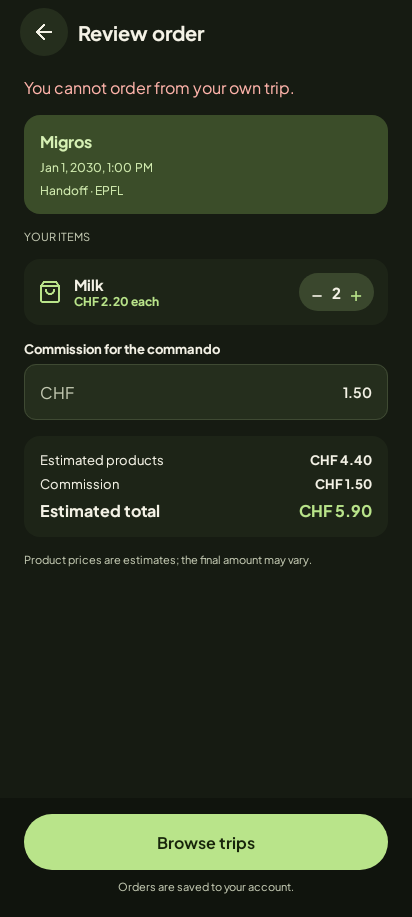 Review order
You cannot order from your own trip.
Migros
Jan 1, 2030, 1:00 PM
Handoff · EPFL
YOUR ITEMS
Milk
CHF 2.20 each
− 2 +
Commission for the commando
CHF 1.50
Estimated products CHF 4.40
Commission CHF 1.50
Estimated total CHF 5.90
Product prices are estimates; the final amount may vary.
Browse trips
Orders are saved to your account.